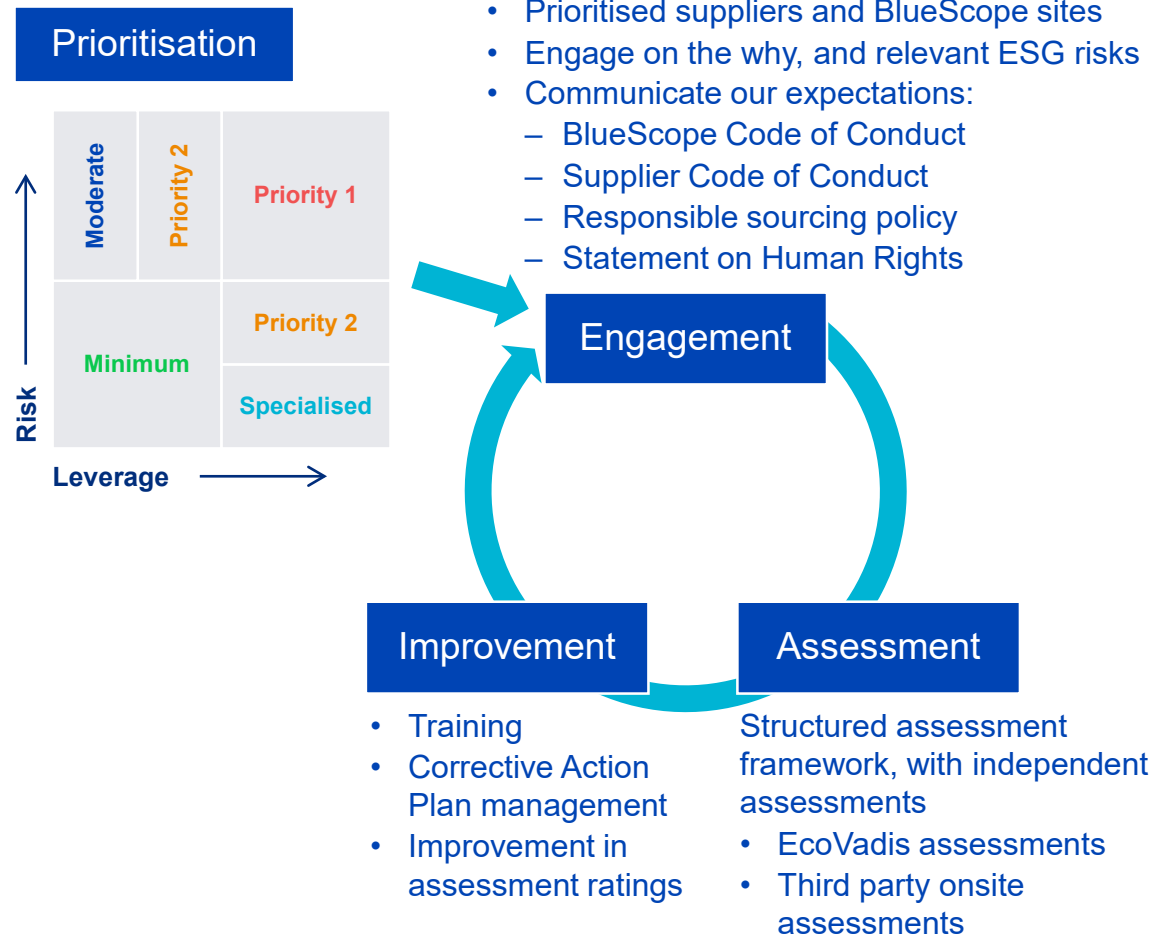 Prioritisation
Moderate
Priority 2
Priority 1
Minimum
Priority 2
Specialised
Risk
Leverage
• Prioritised suppliers and BlueScope sites
• Engage on the why, and relevant ESG risks
• Communicate our expectations:
– BlueScope Code of Conduct
– Supplier Code of Conduct
– Responsible sourcing policy
– Statement on Human Rights
Engagement
Improvement
• Training
• Corrective Action
Plan management
• Improvement in
assessment ratings
Assessment
Structured assessment
framework, with independent
assessments
• EcoVadis assessments
• Third party onsite
assessments